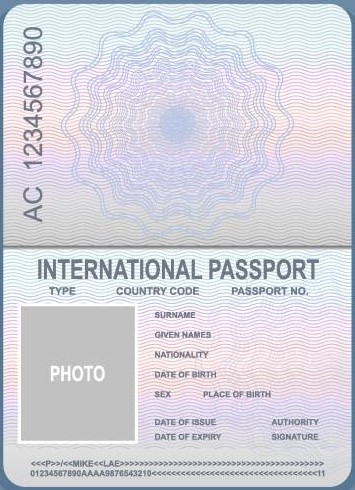 AC 1234567890
INTERNATIONAL PASSPORT
TYPE COUNTRY CODE PASSPORT NO.
SURNAME
GIVEN NAMES
PHOTO
NATIONALITY
DATE OF BIRTH
SEX PLACE OF BIRTH
DATE OF ISSUE AUTHORITY
DATE OF EXPIRY SIGNATURE
<<<P>>/<<MIKE<<LAE>>>>>>>>>>>>>>>>>>>>>>>>>>>>>>>>>>>>>>>>
01234567890AAAA9876543210<<<<<<<<<<<<<<<<<<<<<<<<<<<<<<<<<<<<11